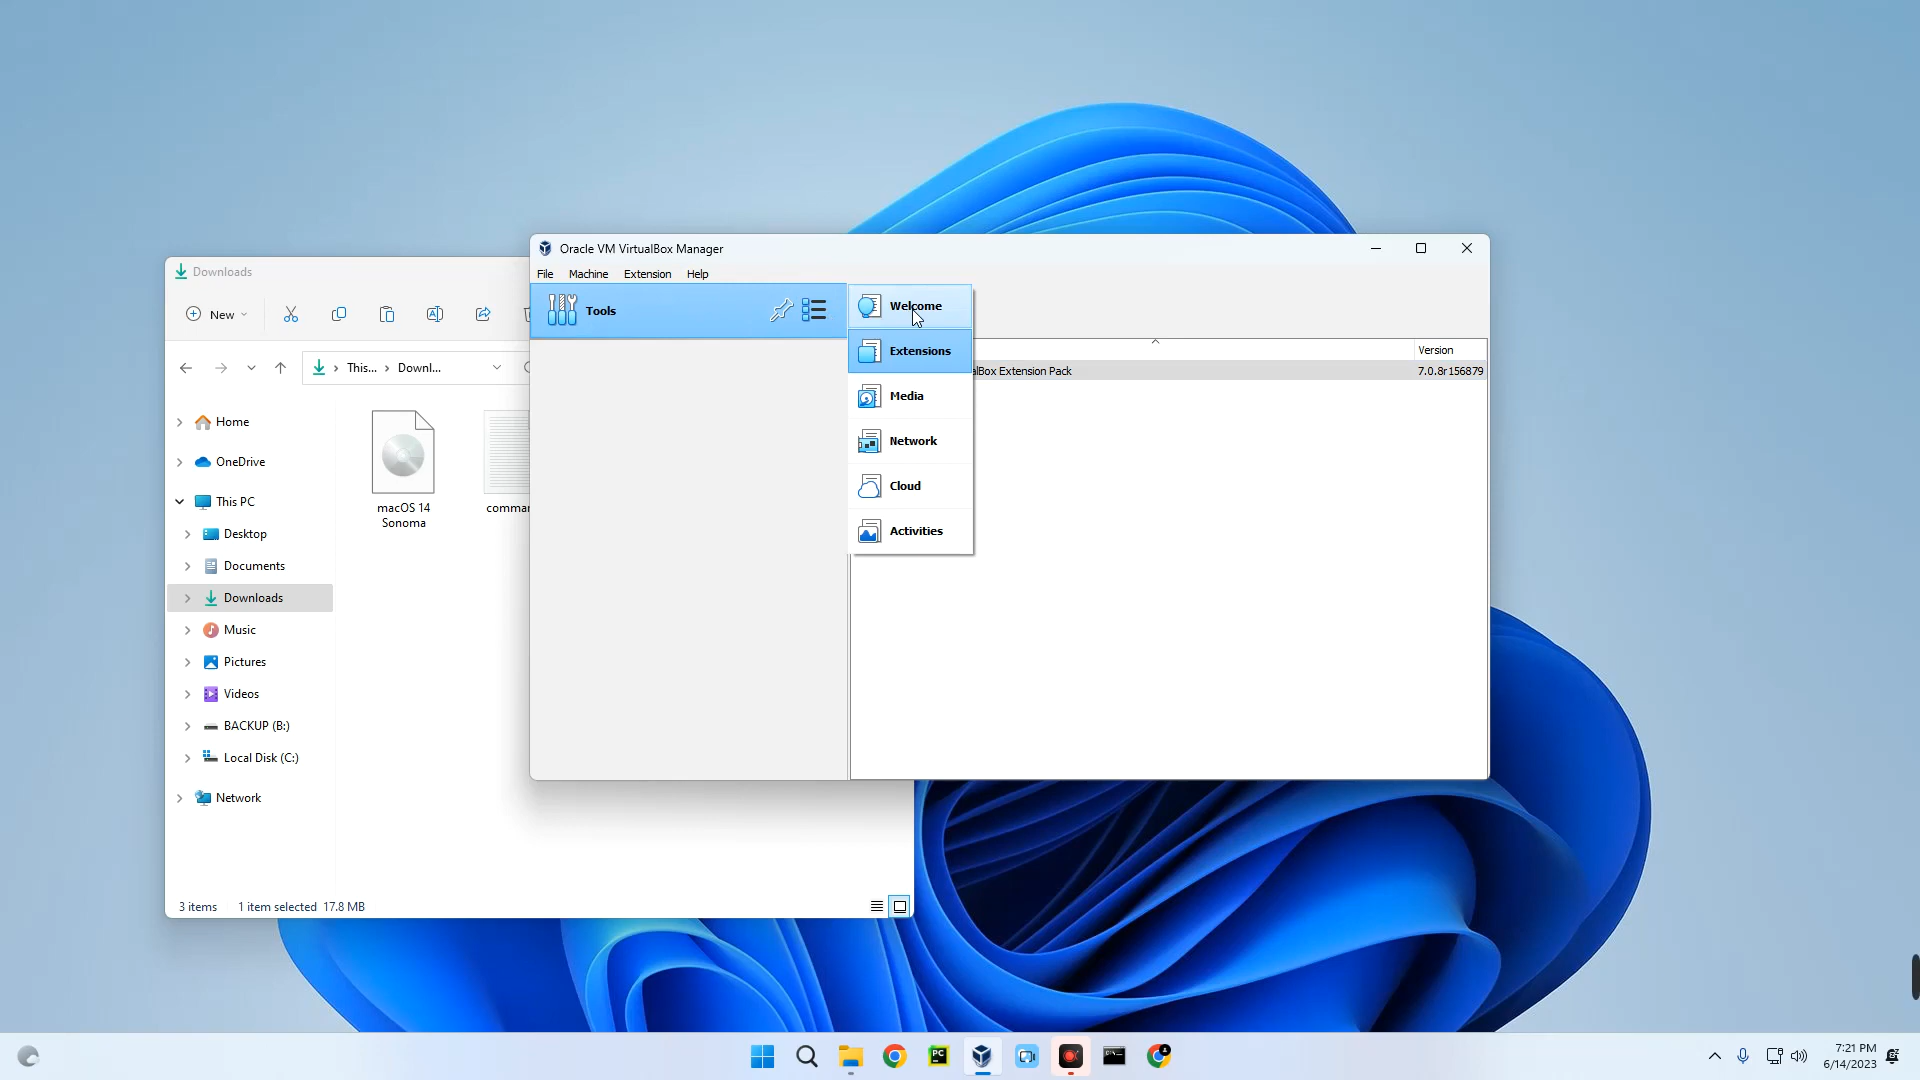 Downloads
New
This...
Downl...
Home
OneDrive
This PC
Desktop
Documents
Downloads
Music
Pictures
Videos
BACKUP (B:)
Local Disk (C:)
Network
macOS 14
Sonoma
comman
3 items
1 item selected 17.8 MB
Oracle VM VirtualBox Manager
File
Machine
Extension
Help
Tools
Welcome
Extensions
Media
Network
Cloud
Activities
Version
alBox Extension Pack
7.0.8r156879
PC
7:21 PM
6/14/2023